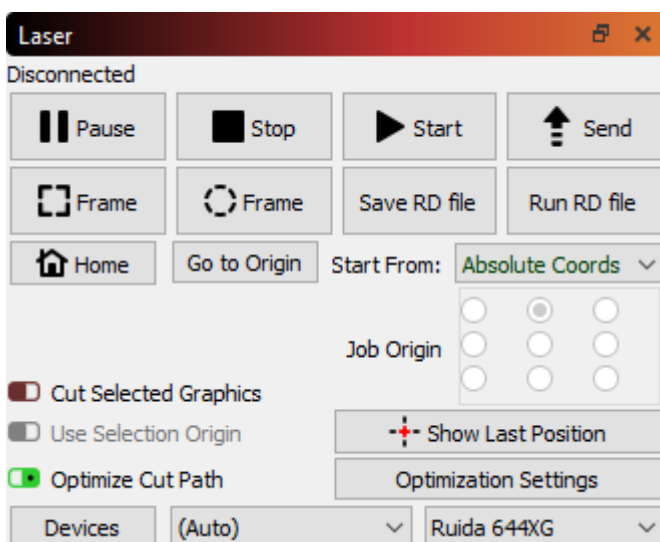 Laser
Disconnected
Pause Stop Start Send
Frame Frame Save RD file Run RD file
Home Go to Origin Start From: Absolute Coords
Job Origin
Cut Selected Graphics
Use Selection Origin Show Last Position
Optimize Cut Path Optimization Settings
Devices (Auto) Ruida 644XG